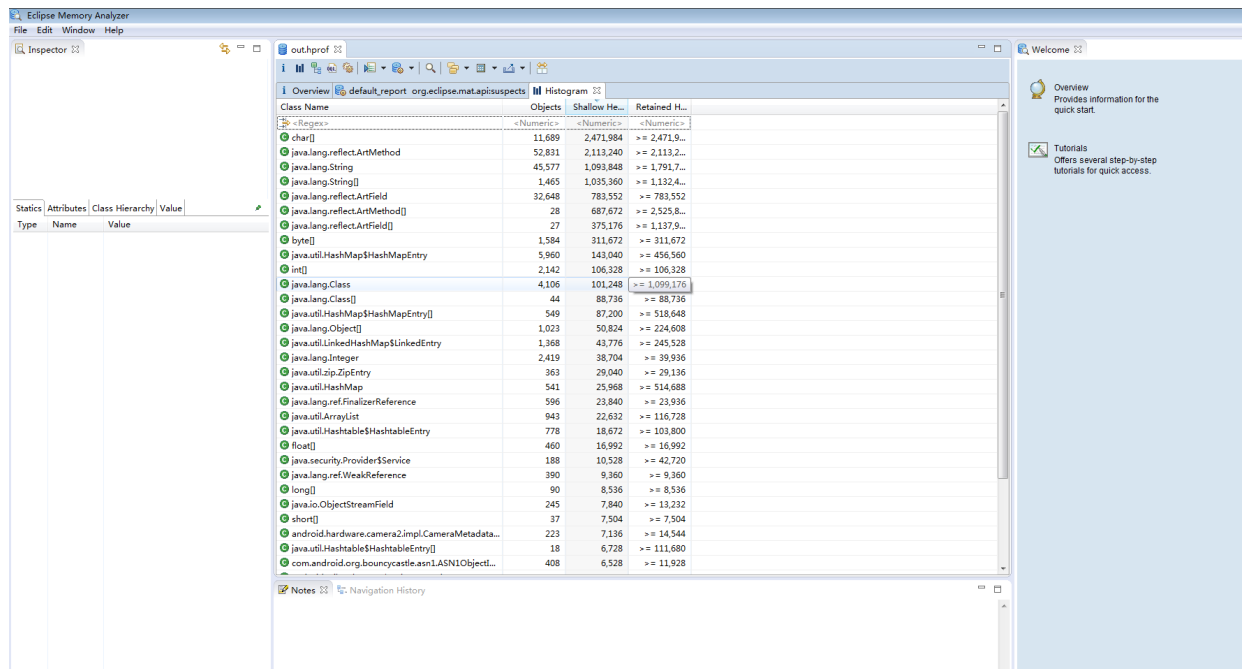 Eclipse Memory Analyzer
File Edit Window Help
Inspector
Statics Attributes Class Hierarchy Value
Type Name Value
out.hprof
i Overview default_report org.eclipse.mat.api:suspects Histogram
Class Name Objects Shallow He... Retained H...
<Regex> <Numeric> <Numeric> <Numeric>
char[] 11,689 2,471,984 >= 2,471,9...
java.lang.reflect.ArtMethod 52,831 2,113,240 >= 2,113,2...
java.lang.String 45,577 1,093,848 >= 1,791,7...
java.lang.String[] 1,465 1,035,360 >= 1,132,4...
java.lang.reflect.ArtField 32,648 783,552 >= 783,552
java.lang.reflect.ArtMethod[] 28 687,672 >= 2,525,8...
java.lang.reflect.ArtField[] 27 375,176 >= 1,137,9...
byte[] 1,584 311,672 >= 311,672
java.util.HashMap$HashMapEntry 5,960 143,040 >= 456,560
int[] 2,142 106,328 >= 106,328
java.lang.Class 4,106 101,248 >= 1,099,176
java.lang.Class[] 44 88,736 >= 88,736
java.util.HashMap$HashMapEntry[] 549 87,200 >= 518,648
java.lang.Object[] 1,023 50,824 >= 224,608
java.util.LinkedHashMap$LinkedEntry 1,368 43,776 >= 245,528
java.lang.Integer 2,419 38,704 >= 39,936
java.util.zip.ZipEntry 363 29,040 >= 29,136
java.util.HashMap 541 25,968 >= 514,688
java.lang.ref.FinalizerReference 596 23,840 >= 23,936
java.util.ArrayList 943 22,632 >= 116,728
java.util.Hashtable$HashtableEntry 778 18,672 >= 103,800
float[] 460 16,992 >= 16,992
java.security.Provider$Service 188 10,528 >= 42,720
java.lang.ref.WeakReference 390 9,360 >= 9,360
long[] 90 8,536 >= 8,536
java.io.ObjectStreamField 245 7,840 >= 13,232
short[] 37 7,504 >= 7,504
android.hardware.camera2.impl.CameraMetadata... 223 7,136 >= 14,544
java.util.Hashtable$HashtableEntry[] 18 6,728 >= 111,680
com.android.org.bouncycastle.asn1.ASN1ObjectI... 408 6,528 >= 11,928
Notes Navigation History
Welcome
Overview
Provides information for the
quick start.
Tutorials
Offers several step-by-step
tutorials for quick access.